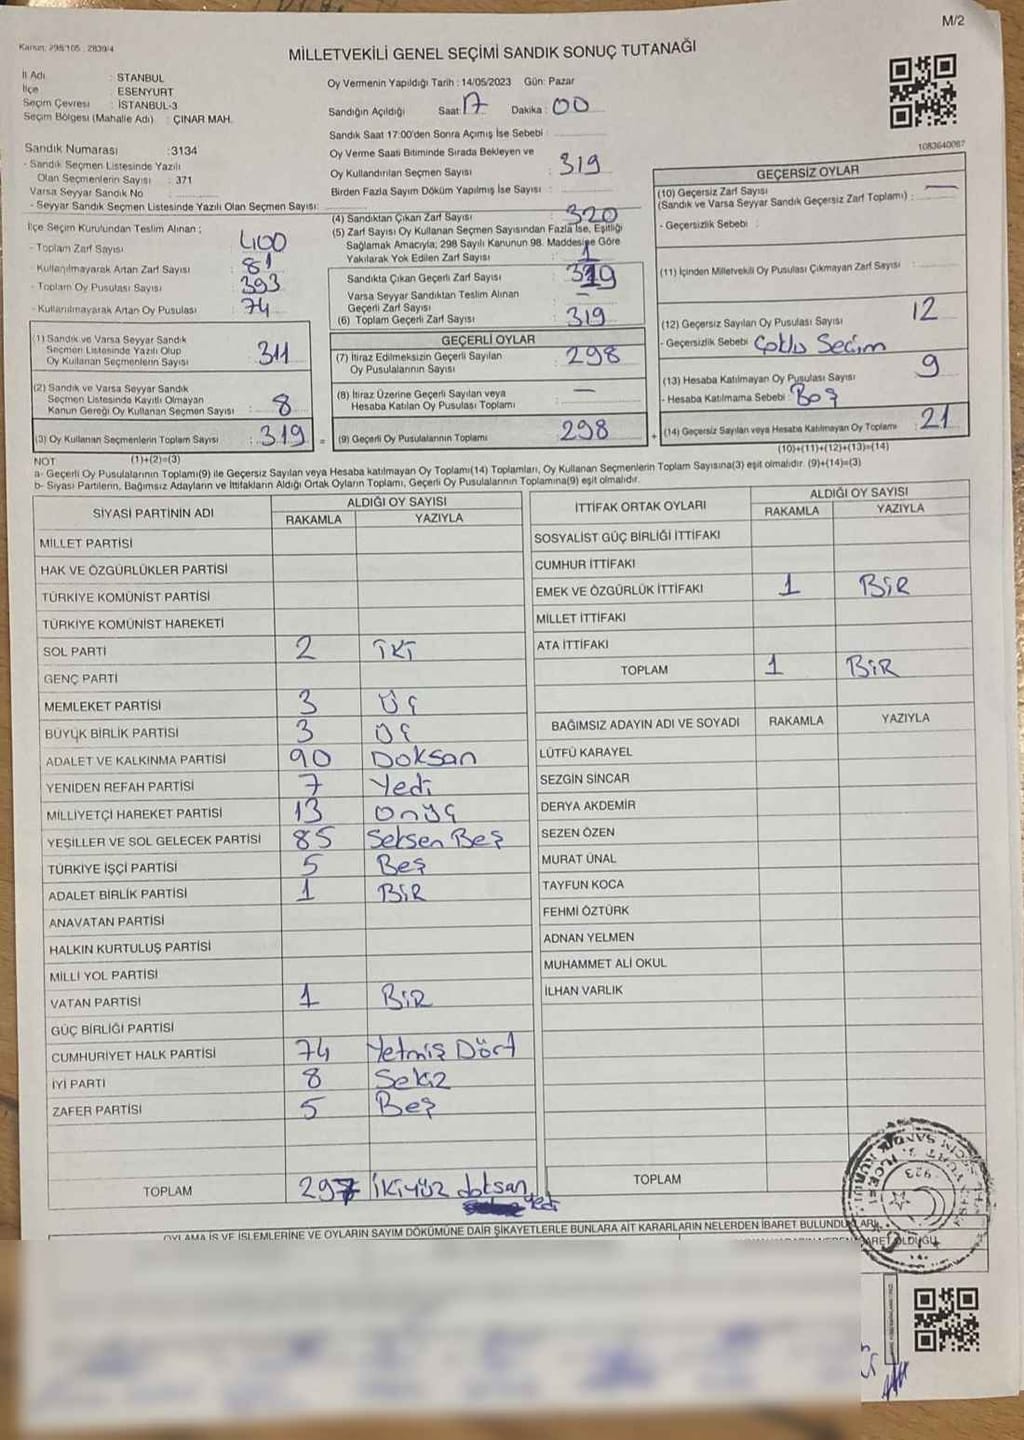 M/2
Kanun: 298/105 : 2839/4
MİLLETVEKİLİ GENEL SEÇİMİ SANDIK SONUÇ TUTANAĞI
İl Adı : STANBUL
İlçe : ESENYURT
Seçim Çevresi : İSTANBUL-3
Seçim Bölgesi (Mahalle Adı) : ÇINAR MAH.
Oy Vermenin Yapıldığı Tarih : 14/05/2023 Gün: Pazar
Sandığın Açıldığı Saat: 17 Dakika: 00
Sandık Saat 17:00'den Sonra Açımış İse Sebebi :
Sandık Numarası :3134
- Sandık Seçmen Listesinde Yazılı
Olan Seçmenlerin Sayısı : 371
Varsa Seyyar Sandık No
- Seyyar Sandık Seçmen Listesinde Yazılı Olan Seçmen Sayısı:
Oy Verme Saati Bitiminde Sırada Bekleyen ve
Oy Kullandırılan Seçmen Sayısı : 319
Birden Fazla Sayım Döküm Yapılmış İse Sayısı :
1083640067
İlçe Seçim Kurulundan Teslim Alınan ;
- Toplam Zarf Sayısı : 400
- Kullanılmayarak Artan Zarf Sayısı : 81
- Toplam Oy Pusulası Sayısı : 393
- Kullanılmayarak Artan Oy Pusulası : 74
(4) Sandıktan Çıkan Zarf Sayısı : 320
(5) Zarf Sayısı Oy Kullanan Seçmen Sayısından Fazla İse, Eşitliği
Sağlamak Amacıyla; 298 Sayılı Kanunun 98. Maddesine Göre
Yakılarak Yok Edilen Zarf Sayısı : 1
Sandıkta Çıkan Geçerli Zarf Sayısı : 319
Varsa Seyyar Sandıktan Teslim Alınan
Geçerli Zarf Sayısı : —
(6) Toplam Geçerli Zarf Sayısı : 319
GEÇERSİZ OYLAR
(10) Geçersiz Zarf Sayısı
(Sandık ve Varsa Seyyar Sandık Geçersiz Zarf Toplamı) : —
- Geçersizlik Sebebi :
(11) İçinden Milletvekili Oy Pusulası Çıkmayan Zarf Sayısı :
(12) Geçersiz Sayılan Oy Pusulası Sayısı : 12
- Geçersizlik Sebebi Çoklu Seçim
(13) Hesaba Katılmayan Oy Pusulası Sayısı : 9
- Hesaba Katılmama Sebebi : Boş
(14) Geçersiz Sayılan veya Hesaba Katılmayan Oy Toplamı : 21
(10)+(11)+(12)+(13)=(14)
(1) Sandık ve Varsa Seyyar Sandık
Seçmen Listesinde Yazılı Olup
Oy Kullanan Seçmenlerin Sayısı : 311
(2) Sandık ve Varsa Seyyar Sandık
Seçmen Listesinde Kayıtlı Olmayan
Kanun Gereği Oy Kullanan Seçmen Sayısı : 8
(3) Oy Kullanan Seçmenlerin Toplam Sayısı : 319 =
(1)+(2)=(3)
GEÇERLİ OYLAR
(7) İtiraz Edilmeksizin Geçerli Sayılan
Oy Pusulalarının Sayısı : 298
(8) İtiraz Üzerine Geçerli Sayılan veya
Hesaba Katılan Oy Pusulası Toplamı : —
(9) Geçerli Oy Pusulalarının Toplamı : 298 +
NOT
a- Geçerli Oy Pusulalarının Toplamı(9) ile Geçersiz Sayılan veya Hesaba katılmayan Oy Toplamı(14) Toplamları, Oy Kullanan Seçmenlerin Toplam Sayısına(3) eşit olmalıdır. (9)+(14)=(3)
b- Siyasi Partilerin, Bağımsız Adayların ve İttifakların Aldığı Ortak Oyların Toplamı, Geçerli Oy Pusulalarının Toplamına(9) eşit olmalıdır.
SİYASİ PARTİNİN ADI ALDIĞI OY SAYISI
RAKAMLA YAZIYLA
MİLLET PARTİSİ
HAK VE ÖZGÜRLÜKLER PARTİSİ
TÜRKİYE KOMÜNİST PARTİSİ
TÜRKİYE KOMÜNİST HAREKETİ
SOL PARTİ 2 İKİ
GENÇ PARTİ
MEMLEKET PARTİSİ 3 Üç
BÜYÜK BİRLİK PARTİSİ 3 Üç
ADALET VE KALKINMA PARTİSİ 90 Doksan
YENİDEN REFAH PARTİSİ 7 Yedi
MİLLİYETÇİ HAREKET PARTİSİ 13 Onüç
YEŞİLLER VE SOL GELECEK PARTİSİ 85 Seksen Beş
TÜRKİYE İŞÇİ PARTİSİ 5 Beş
ADALET BİRLİK PARTİSİ 1 BİR
ANAVATAN PARTİSİ
HALKIN KURTULUŞ PARTİSİ
MİLLİ YOL PARTİSİ
VATAN PARTİSİ 1 BİR
GÜÇ BİRLİĞİ PARTİSİ
CUMHURİYET HALK PARTİSİ 74 Yetmiş Dört
İYİ PARTİ 8 Sekiz
ZAFER PARTİSİ 5 Beş
TOPLAM 297 İkiyüz doksan yedi
İTTİFAK ORTAK OYLARI ALDIĞI OY SAYISI
RAKAMLA YAZIYLA
SOSYALİST GÜÇ BİRLİĞİ İTTİFAKI
CUMHUR İTTİFAKI
EMEK VE ÖZGÜRLÜK İTTİFAKI 1 BİR
MİLLET İTTİFAKI
ATA İTTİFAKI
TOPLAM 1 BİR
BAĞIMSIZ ADAYIN ADI VE SOYADI RAKAMLA YAZIYLA
LÜTFÜ KARAYEL
SEZGİN SİNCAR
DERYA AKDEMİR
SEZEN ÖZEN
MURAT ÜNAL
TAYFUN KOCA
FEHMİ ÖZTÜRK
ADNAN YELMEN
MUHAMMET ALİ OKUL
İLHAN VARLIK
TOPLAM
OYLAMA İŞ VE İŞLEMLERİNE VE OYLARIN SAYIM DÖKÜMÜNE DAİR ŞİKAYETLERLE BUNLARA AİT KARARLARIN NELERDEN İBARET BULUNDUKLARI